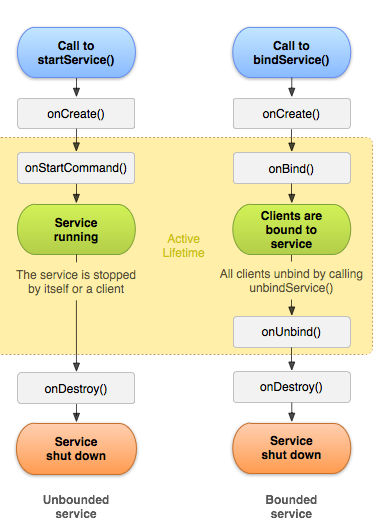 Call to
startService()
onCreate()
onStartCommand()
Service
running
The service is stopped
by itself or a client
onDestroy()
Service
shut down
Unbounded
service
Active
Lifetime
Call to
bindService()
onCreate()
onBind()
Clients are
bound to
service
All clients unbind by calling
unbindService()
onUnbind()
onDestroy()
Service
shut down
Bounded
service